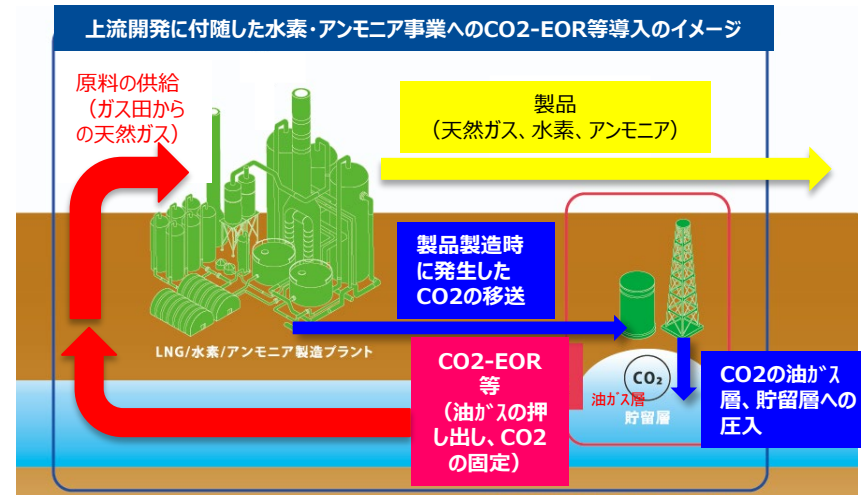 上流開発に付随した水素・アンモニア事業へのCO2-EOR等導入のイメージ
原料の供給
（ガス田から
の天然ガス）
製品
（天然ガス、水素、アンモニア）
製品製造時
に発生した
CO2の移送
LNG/水素/アンモニア製造プラント
CO2-EOR
等
（油ガスの押
し出し、CO2
の固定）
CO₂
油ガス層
貯留層
CO2の油ガス
層、貯留層への
圧入